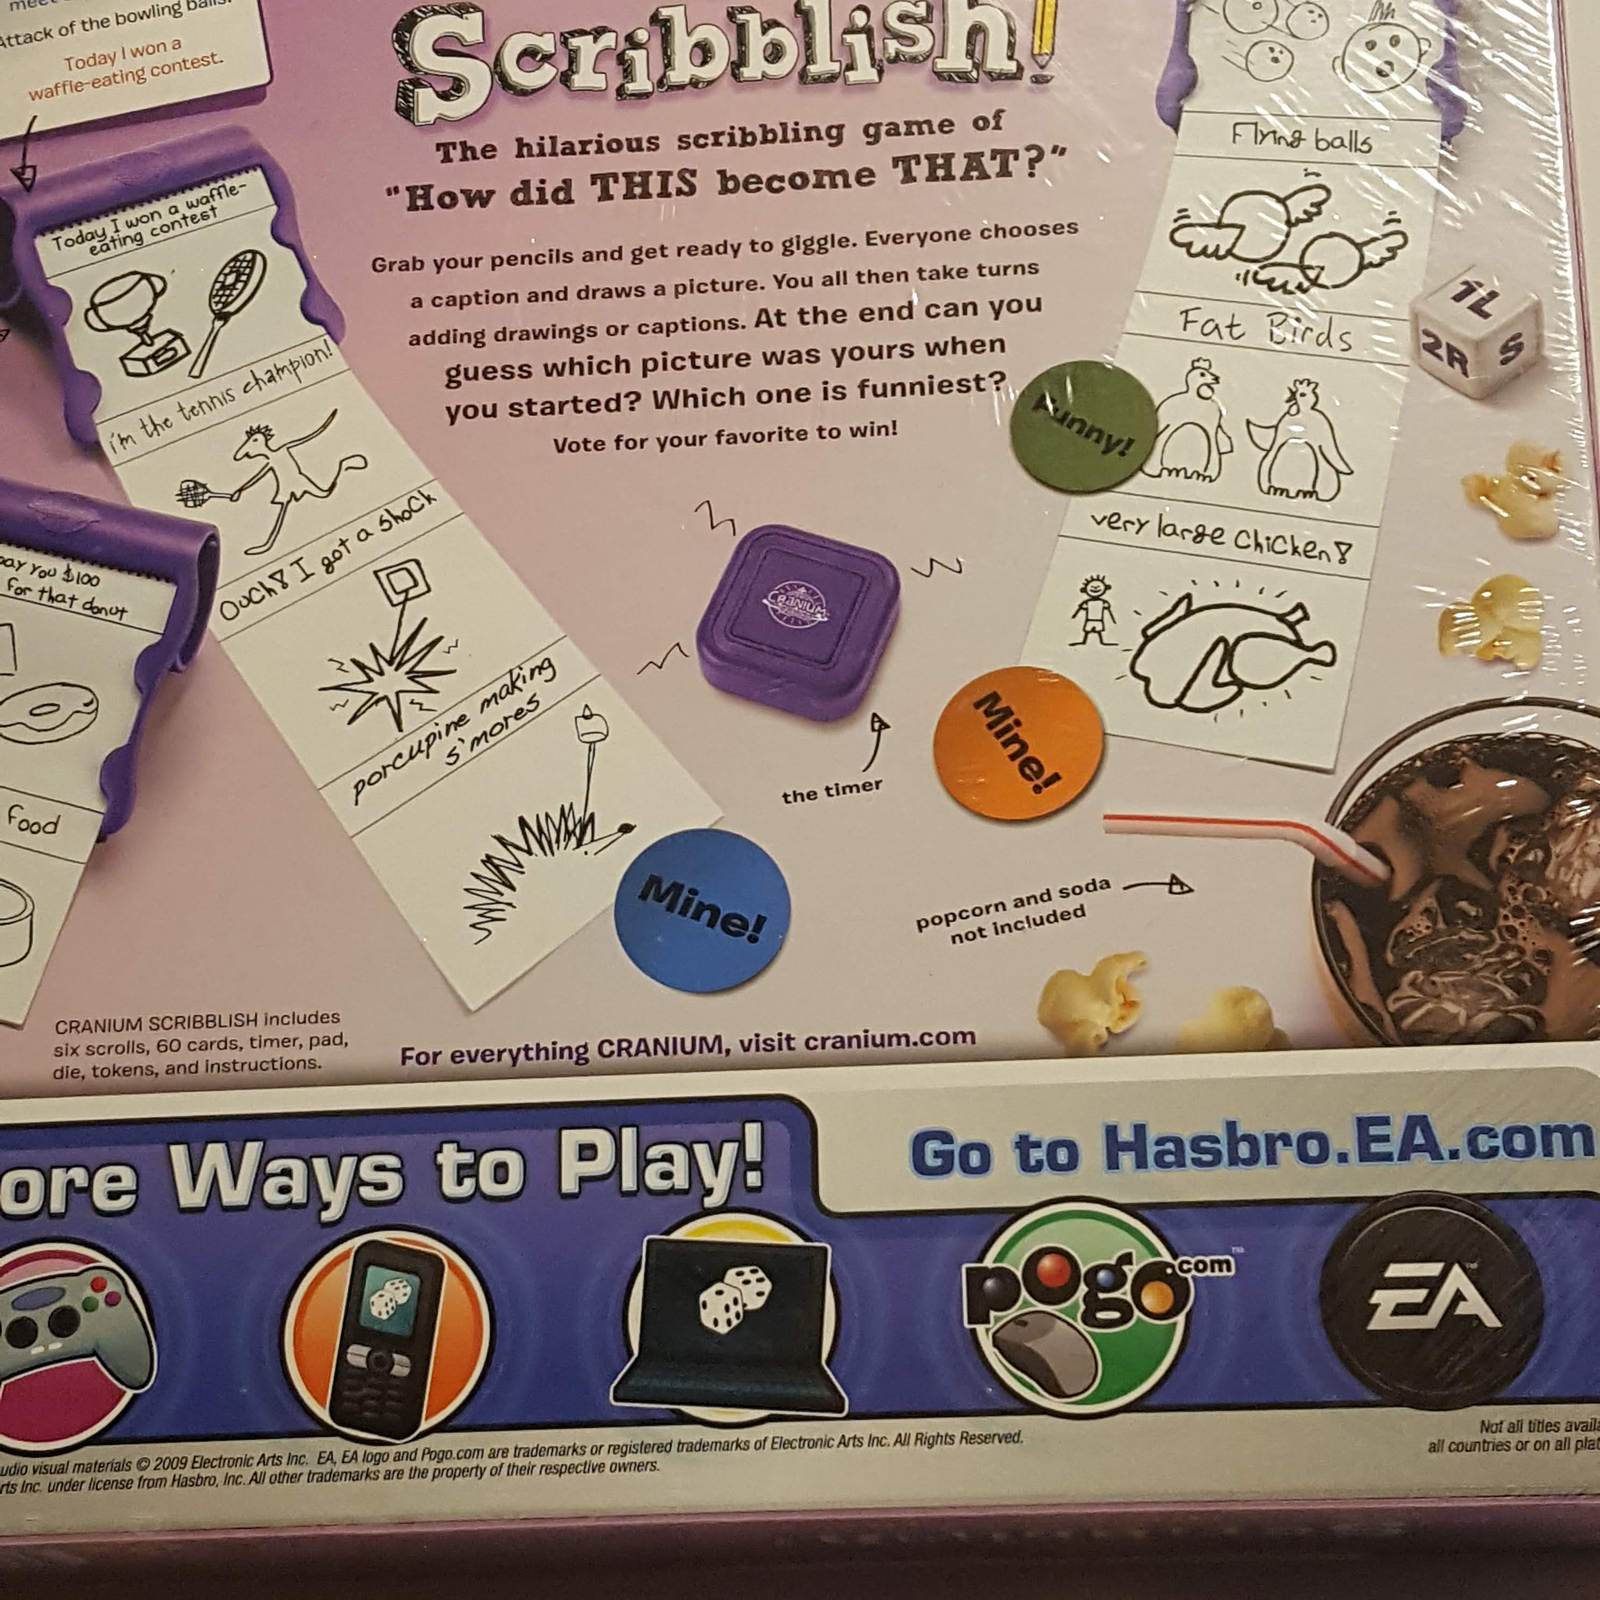 Attack of the bowling balls.
Today I won a
waffle-eating contest.
Scribblish!
The hilarious scribbling game of
"How did THIS become THAT?"
Grab your pencils and get ready to giggle. Everyone chooses
a caption and draws a picture. You all then take turns
adding drawings or captions. At the end can you
guess which picture was yours when
you started? Which one is funniest?
Vote for your favorite to win!
Today I won a waffle-
eating contest
i'm the tennis champion!
Ouch! I got a shock
porcupine making
s'mores
pay you $100
for that donut
food
Flying balls
Fat Birds
very large chicken!
1L
2R S
Funny!
Mine!
Mine!
CRANIUM
the timer
popcorn and soda
not included
CRANIUM SCRIBBLISH includes
six scrolls, 60 cards, timer, pad,
die, tokens, and instructions.
For everything CRANIUM, visit cranium.com
Ways to Play!
Go to Hasbro.EA.com
pogo.com™
EA
visual materials © 2009 Electronic Arts Inc. EA, EA logo and Pogo.com are trademarks or registered trademarks of Electronic Arts Inc. All Rights Reserved.
Inc. under license from Hasbro, Inc. All other trademarks are the property of their respective owners.
Not all titles
all countries or on all